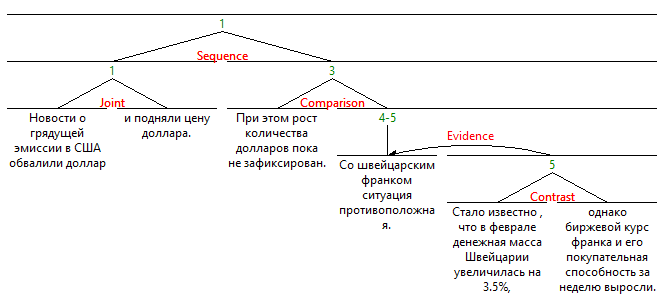 1
Sequence
1
3
Joint
Comparison
Новости о
грядущей
эмиссии в США
обвалили доллар
и подняли цену
доллара.
При этом рост
количества
долларов пока
не зафиксирован.
4-5
Evidence
Со швейцарским
франком
ситуация
противоположна
я.
5
Contrast
Стало известно ,
что в феврале
денежная масса
Швейцарии
увеличилась на
3.5%,
однако
биржевой курс
франка и его
покупательная
способность за
неделю выросли.